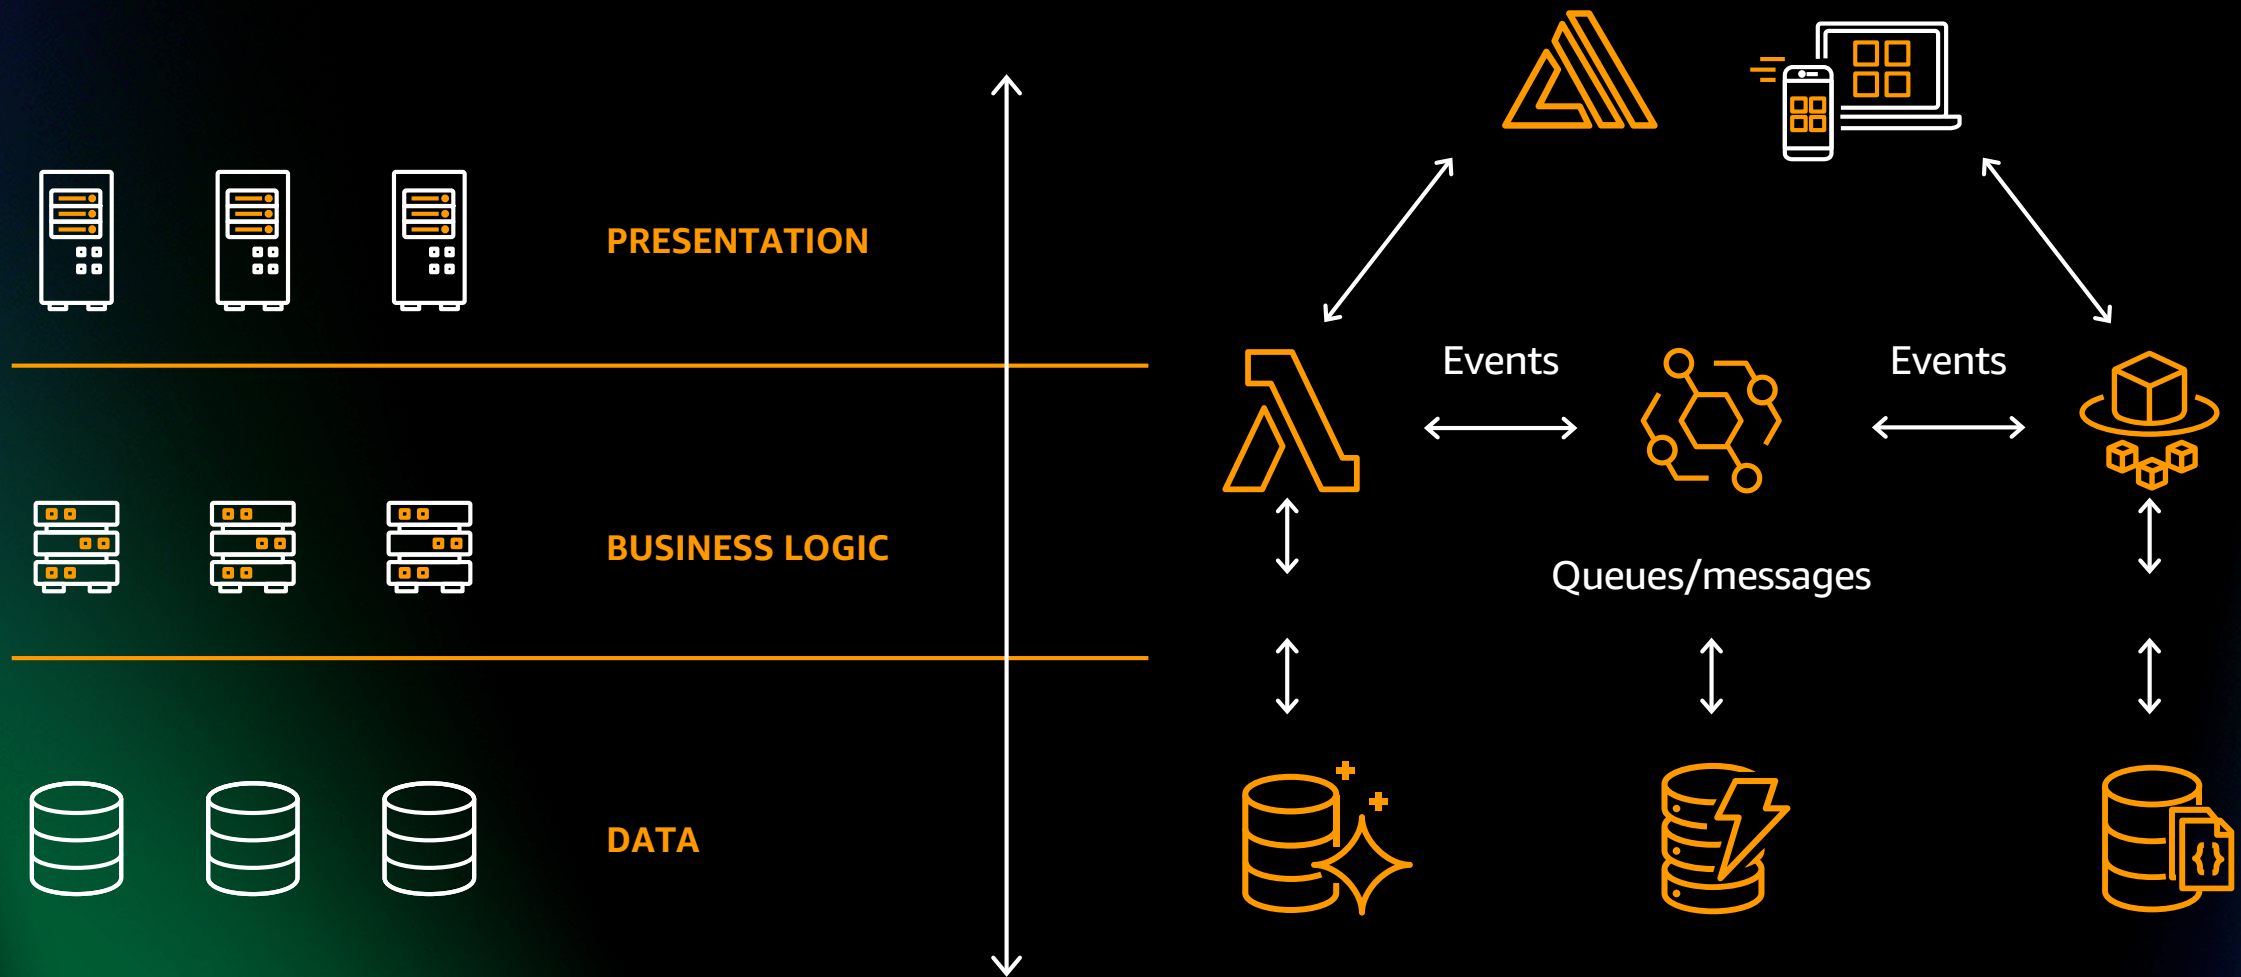 PRESENTATION
Events
Events
BUSINESS LOGIC
Queues/messages
DATA
{}